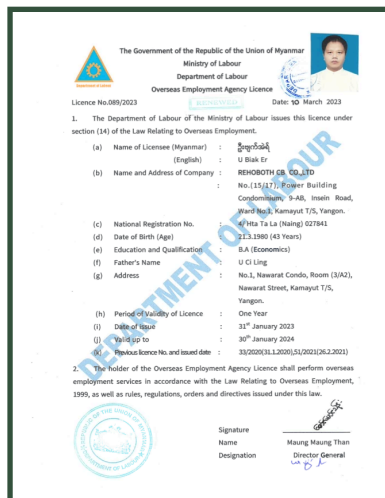 The Government of the Republic of the Union of Myanmar
Ministry of Labour
Department of Labour
Overseas Employment Agency Licence
Licence No.089/2023
Date: 10 March 2023
1. The Department of Labour of the Ministry of Labour issues this licence under
section (14) of the Law Relating to Overseas Employment.
(a) Name of Licensee (Myanmar) :
(English) : U Biak Er
(b) Name and Address of Company : REHOBOTH CB. CO.,LTD
: No.(15/17), Power Building
Condominium, 9-AB, Insein Road,
Ward No.1, Kamayut T/S, Yangon.
(c) National Registration No. : 4/ Hta Ta La (Naing) 027841
(d) Date of Birth (Age) : 21.3.1980 (43 Years)
(e) Education and Qualification : B.A (Economics)
(f) Father's Name : U Ci Ling
(g) Address : No.1, Nawarat Condo, Room (3/A2),
Nawarat Street, Kamayut T/S,
Yangon.
(h) Period of Validity of Licence : One Year
(i) Date of issue : 31st January 2023
(j) Valid up to : 30th January 2024
(k) Previous licence No. and issued date : 33/2020(31.1.2020),51/2021(26.2.2021)
2. The holder of the Overseas Employment Agency Licence shall perform overseas
employment services in accordance with the Law Relating to Overseas Employment,
1999, as well as rules, regulations, orders and directives issued under this law.
DEPARTMENT OF LABOUR
Signature
Name Maung Maung Than
Designation Director General